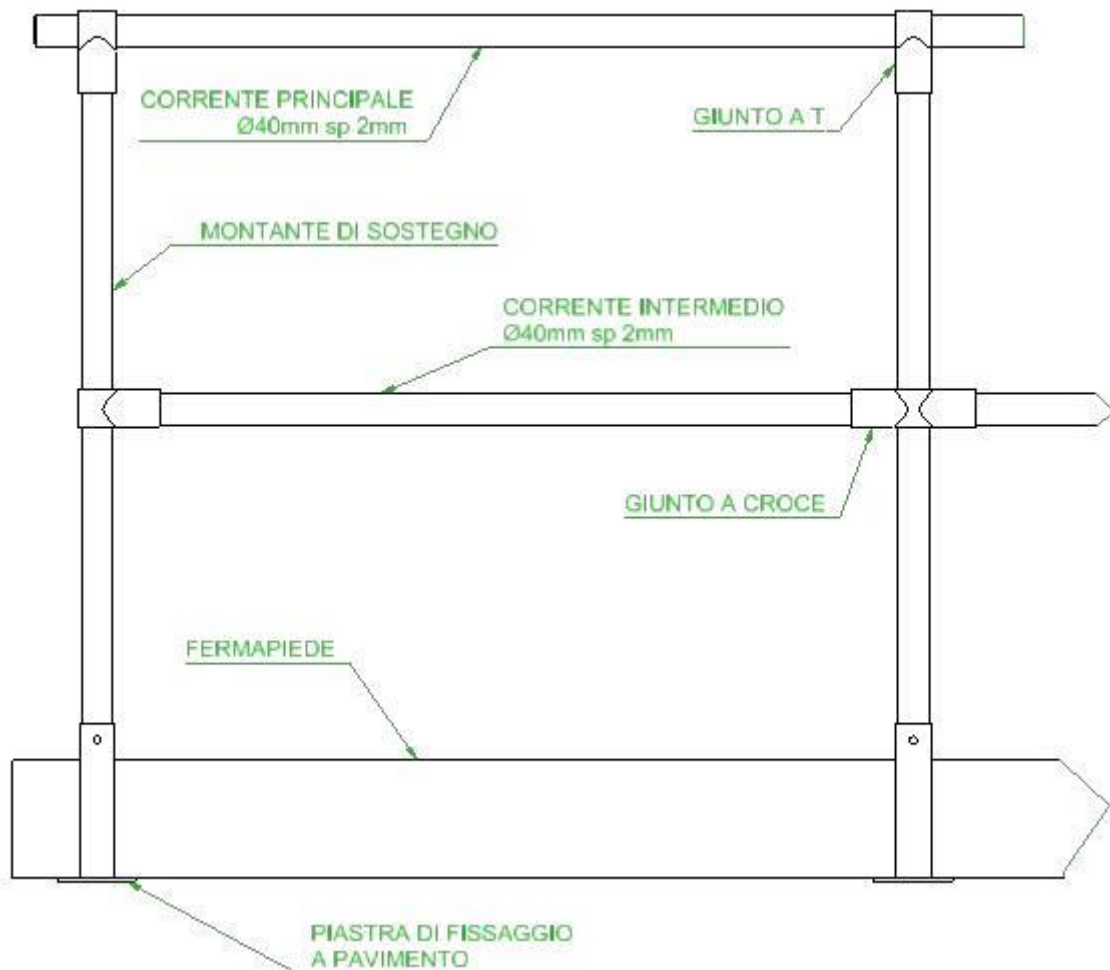 CORRENTE PRINCIPALE
Ø40mm sp 2mm
GIUNTO A T
MONTANTE DI SOSTEGNO
CORRENTE INTERMEDIO
Ø40mm sp 2mm
GIUNTO A CROCE
FERMAPIEDE
PIASTRA DI FISSAGGIO
A PAVIMENTO